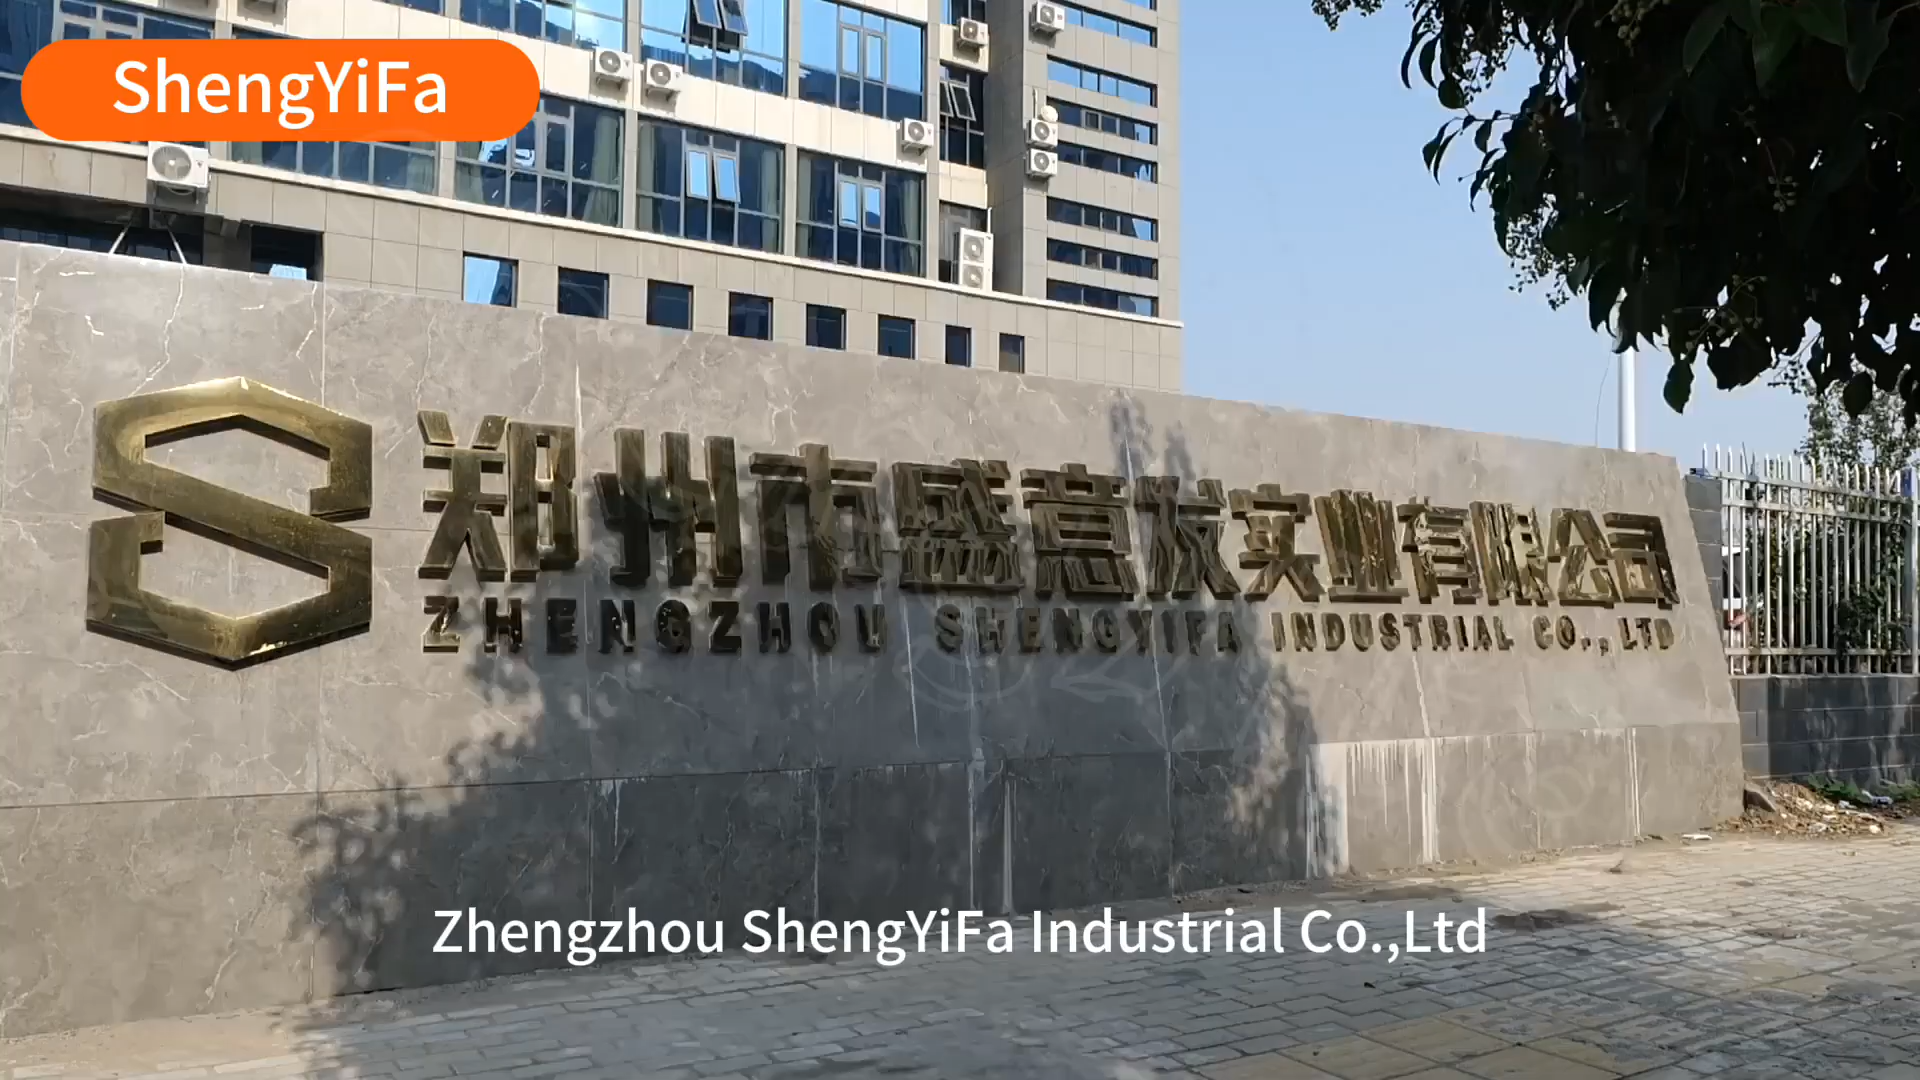 ShengYiFa
郑州市盛意发实业有限公司
ZHENGZHOU SHENGYIFA INDUSTRIAL CO.,LTD
Zhengzhou ShengYiFa Industrial Co.,Ltd